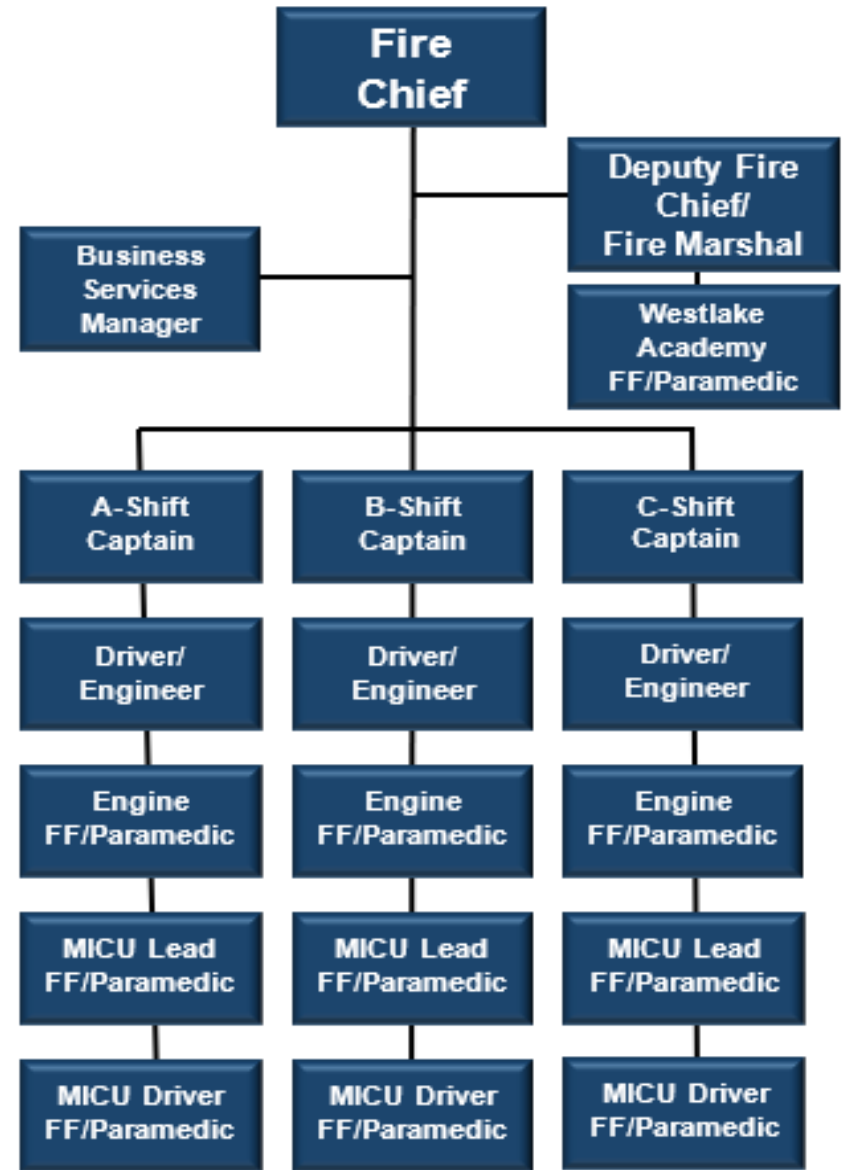 Fire
Chief
Deputy Fire
Chief/
Fire Marshal
Business
Services
Manager
Westlake
Academy
FF/Paramedic
A-Shift
Captain
B-Shift
Captain
C-Shift
Captain
Driver/
Engineer
Driver/
Engineer
Driver/
Engineer
Engine
FF/Paramedic
Engine
FF/Paramedic
Engine
FF/Paramedic
MICU Lead
FF/Paramedic
MICU Lead
FF/Paramedic
MICU Lead
FF/Paramedic
MICU Driver
FF/Paramedic
MICU Driver
FF/Paramedic
MICU Driver
FF/Paramedic